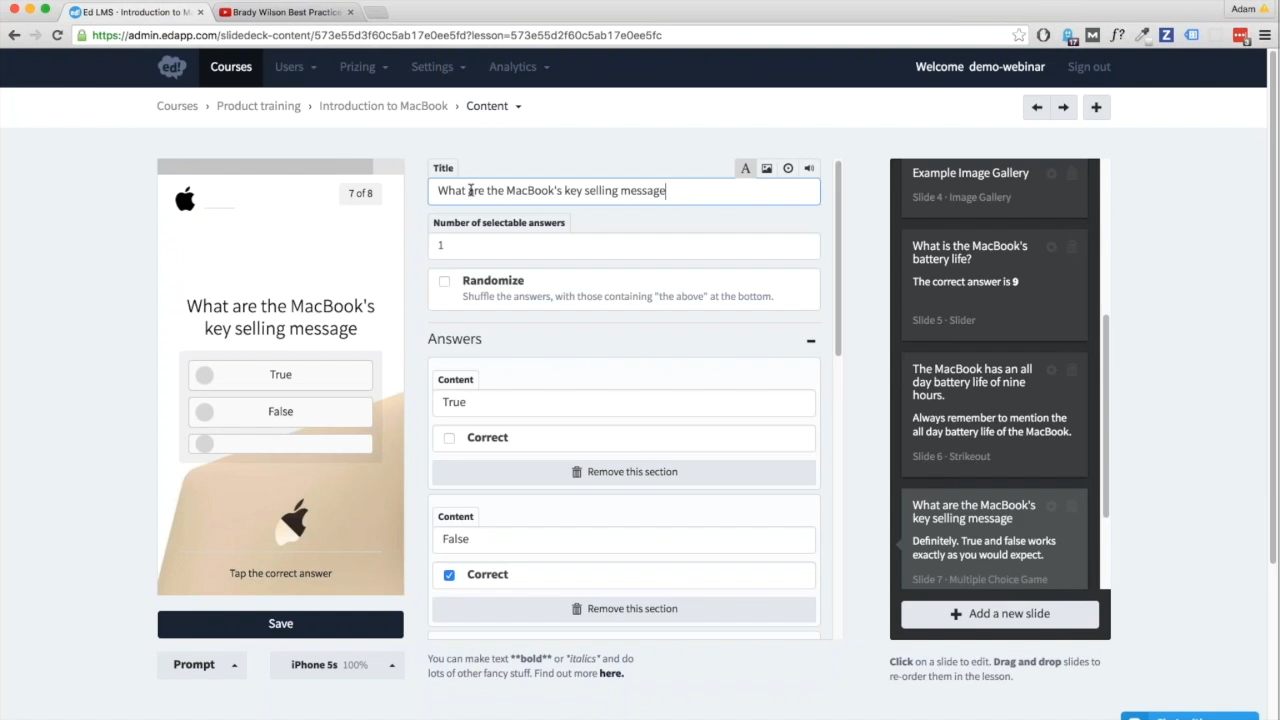 Ed LMS - Introduction to M
Brady Wilson Best Practice
Adam
https://admin.edapp.com/slidedeck-content/573e55d3f60c5ab17e0ee5fd?lesson=573e55d2f60c5ab17e0ee5fc
ed!
Courses
Users
Prizing
Settings
Analytics
Welcome demo-webinar
Sign out
Courses › Product training › Introduction to MacBook › Content
7 of 8
What are the MacBook's
key selling message
True
False
Tap the correct answer
Save
Prompt
iPhone 5s 100%
Title
What are the MacBook's key selling message
Number of selectable answers
1
Randomize
Shuffle the answers, with those containing "the above" at the bottom.
Answers
Content
True
Correct
Remove this section
Content
False
Correct
Remove this section
You can make text **bold** or *italics* and do
lots of other fancy stuff. Find out more here.
Example Image Gallery
Slide 4 - Image Gallery
What is the MacBook's
battery life?
The correct answer is 9
Slide 5 - Slider
The MacBook has an all
day battery life of nine
hours.
Always remember to mention the
all day battery life of the MacBook.
Slide 6 - Strikeout
What are the MacBook's
key selling message
Definitely. True and false works
exactly as you would expect.
Slide 7 - Multiple Choice Game
Add a new slide
Click on a slide to edit. Drag and drop slides to
re-order them in the lesson.